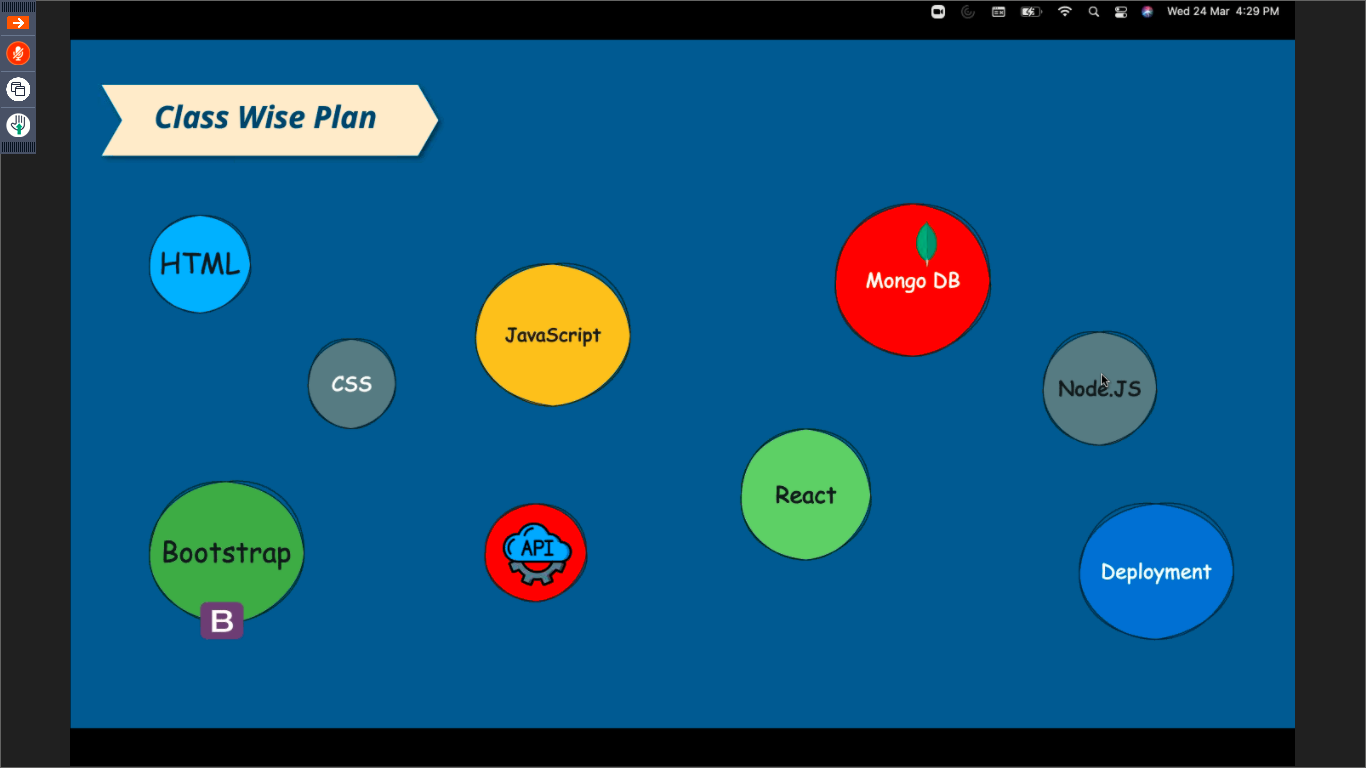 Wed 24 Mar 4:29 PM
Class Wise Plan
HTML
CSS
JavaScript
Mongo DB
Node.JS
Bootstrap
B
API
React
Deployment